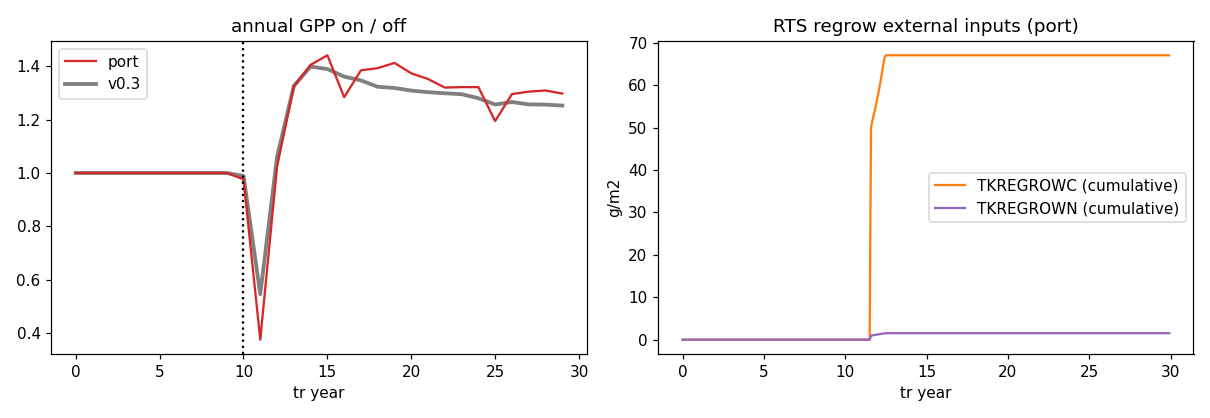 annual GPP on / off
port
v0.3
1.4
1.2
1.0
0.8
0.6
0.4
0 5 10 15 20 25 30
tr year
RTS regrow external inputs (port)
70
60
50
40
30
20
10
0
g/m2
TKREGROWC (cumulative)
TKREGROWN (cumulative)
0 5 10 15 20 25 30
tr year